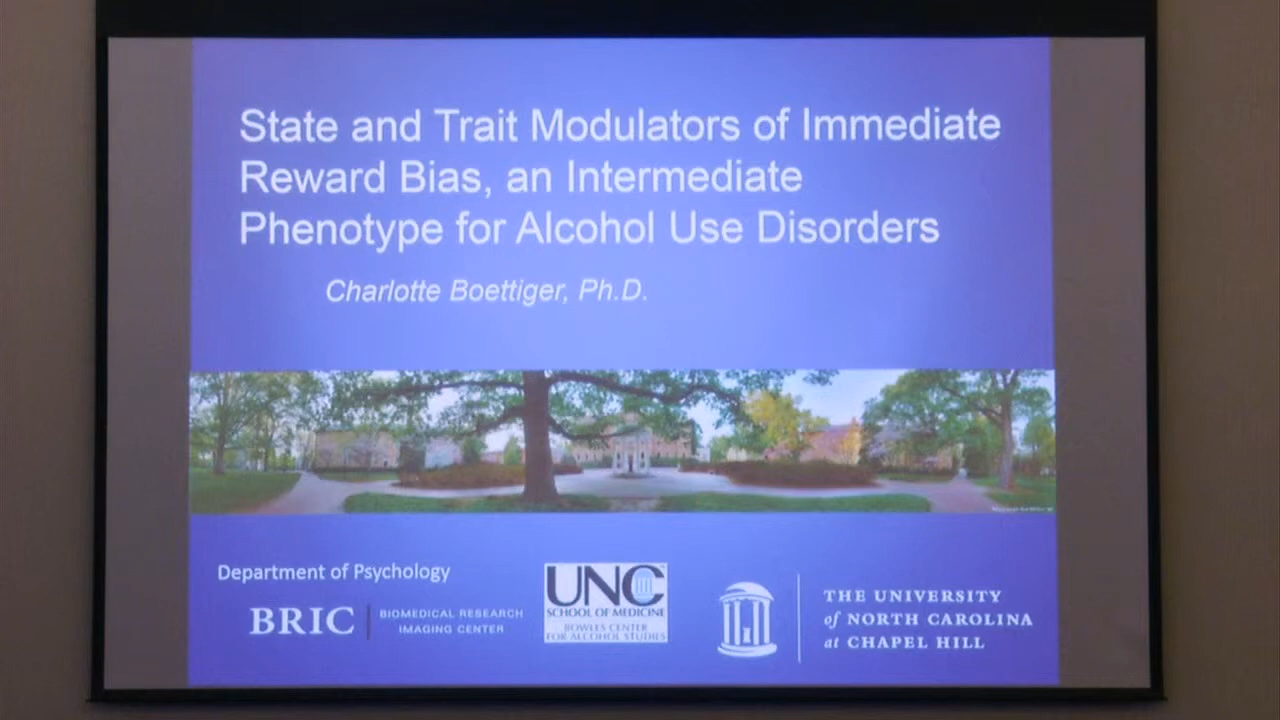 State and Trait Modulators of Immediate
Reward Bias, an Intermediate
Phenotype for Alcohol Use Disorders
Charlotte Boettiger, Ph.D.
Department of Psychology
BRIC
BIOMEDICAL RESEARCH
IMAGING CENTER
UNC
SCHOOL OF MEDICINE
BOWLES CENTER
FOR ALCOHOL STUDIES
THE UNIVERSITY
of NORTH CAROLINA
at CHAPEL HILL